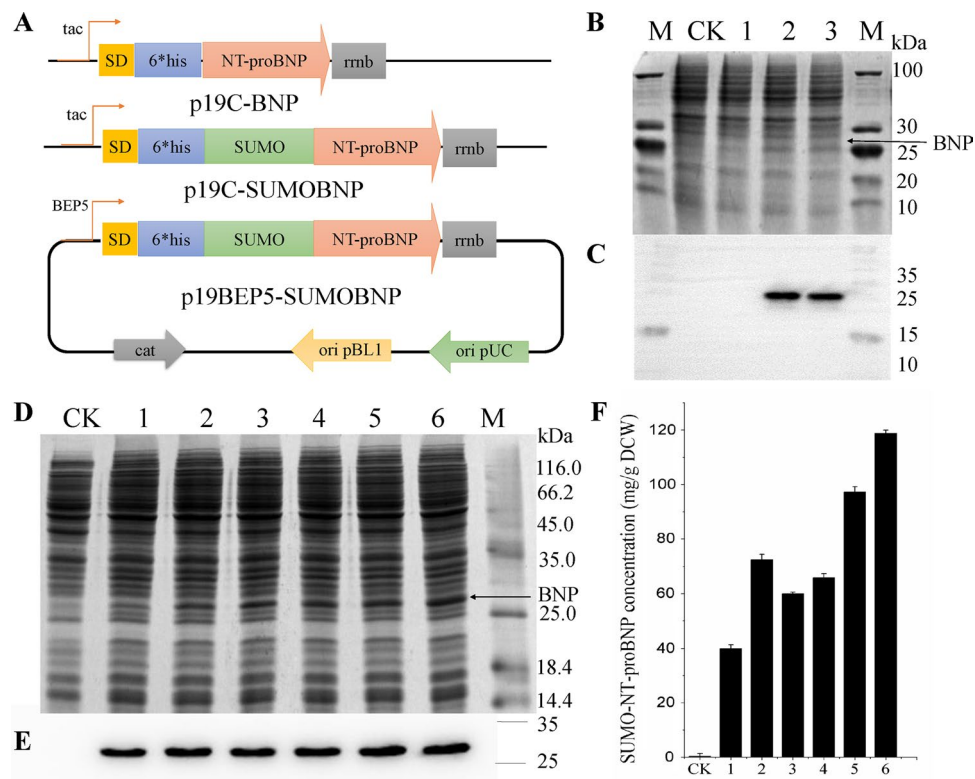 A
tac
SD 6*his NT-proBNP rrnb
p19C-BNP
tac
SD 6*his SUMO NT-proBNP rrnb
p19C-SUMOBNP
BEP5
SD 6*his SUMO NT-proBNP rrnb
p19BEP5-SUMOBNP
cat ori pBL1 ori pUC
B
M CK 1 2 3 M kDa
100
30
BNP
25
20
10
C
35
25
15
10
D
CK 1 2 3 4 5 6 M
kDa
116.0
66.2
45.0
35.0
BNP
25.0
18.4
14.4
E
35
25
F
SUMO-NT-proBNP concentration (mg/g DCW)
120
100
80
60
40
20
0
CK 1 2 3 4 5 6